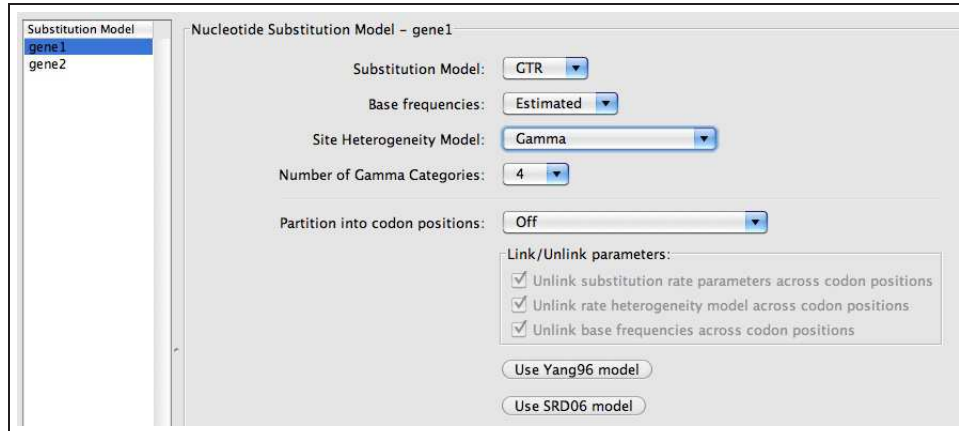 Substitution Model
gene1
gene2
Nucleotide Substitution Model - gene1
Substitution Model: GTR
Base frequencies: Estimated
Site Heterogeneity Model: Gamma
Number of Gamma Categories: 4
Partition into codon positions: Off
Link/Unlink parameters:
Unlink substitution rate parameters across codon positions
Unlink rate heterogeneity model across codon positions
Unlink base frequencies across codon positions
Use Yang96 model
Use SRD06 model